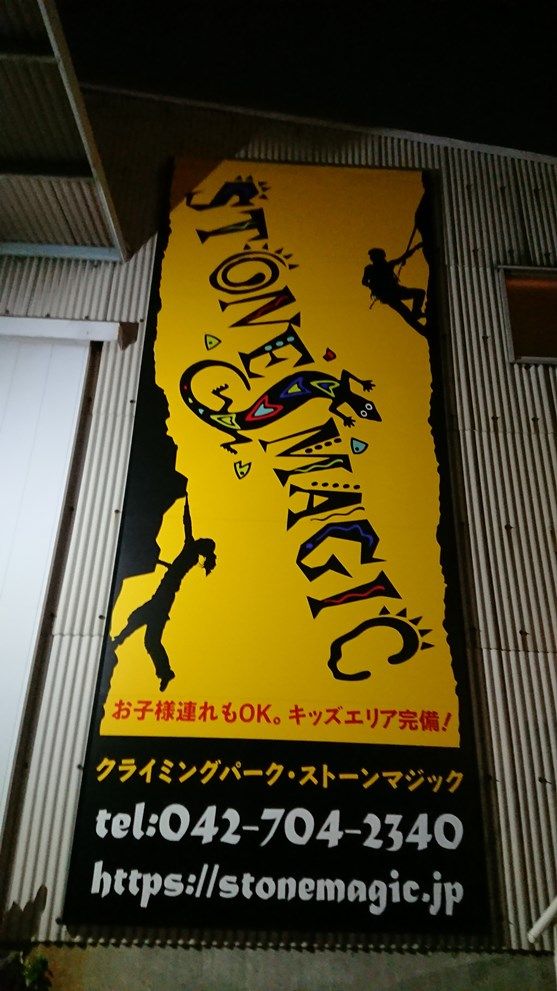 STONE
MAGIC
お子様連れもOK。キッズエリア完備!
クライミングパーク・ストーンマジック
tel:042-704-2340
https://stonemagic.jp